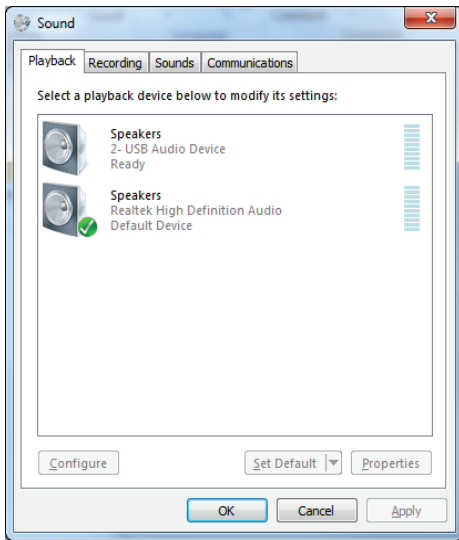 Sound
Playback Recording Sounds Communications
Select a playback device below to modify its settings:
Speakers
2- USB Audio Device
Ready
Speakers
Realtek High Definition Audio
Default Device
Configure Set Default Properties
OK Cancel Apply